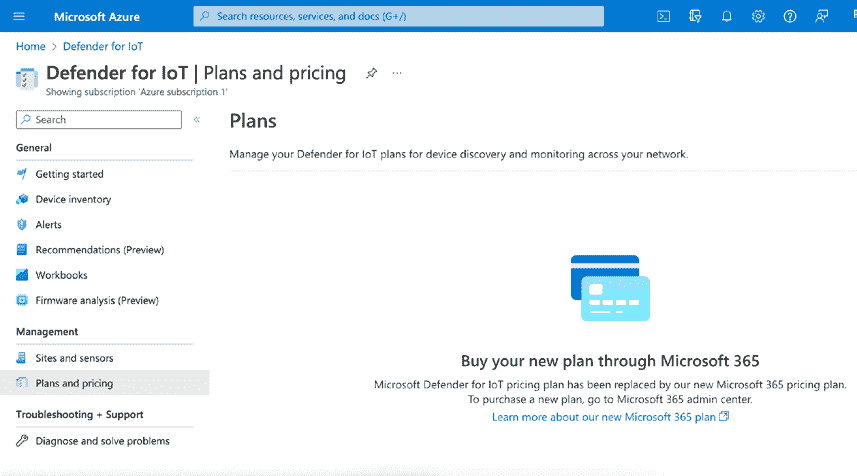 Microsoft Azure
Search resources, services, and docs (G+/)
Home > Defender for IoT
Defender for IoT | Plans and pricing
Showing subscription 'Azure subscription 1'
Search
General
Getting started
Device inventory
Alerts
Recommendations (Preview)
Workbooks
Firmware analysis (Preview)
Management
Sites and sensors
Plans and pricing
Troubleshooting + Support
Diagnose and solve problems
Plans
Manage your Defender for IoT plans for device discovery and monitoring across your network.
Buy your new plan through Microsoft 365
Microsoft Defender for IoT pricing plan has been replaced by our new Microsoft 365 pricing plan.
To purchase a new plan, go to Microsoft 365 admin center.
Learn more about our new Microsoft 365 plan